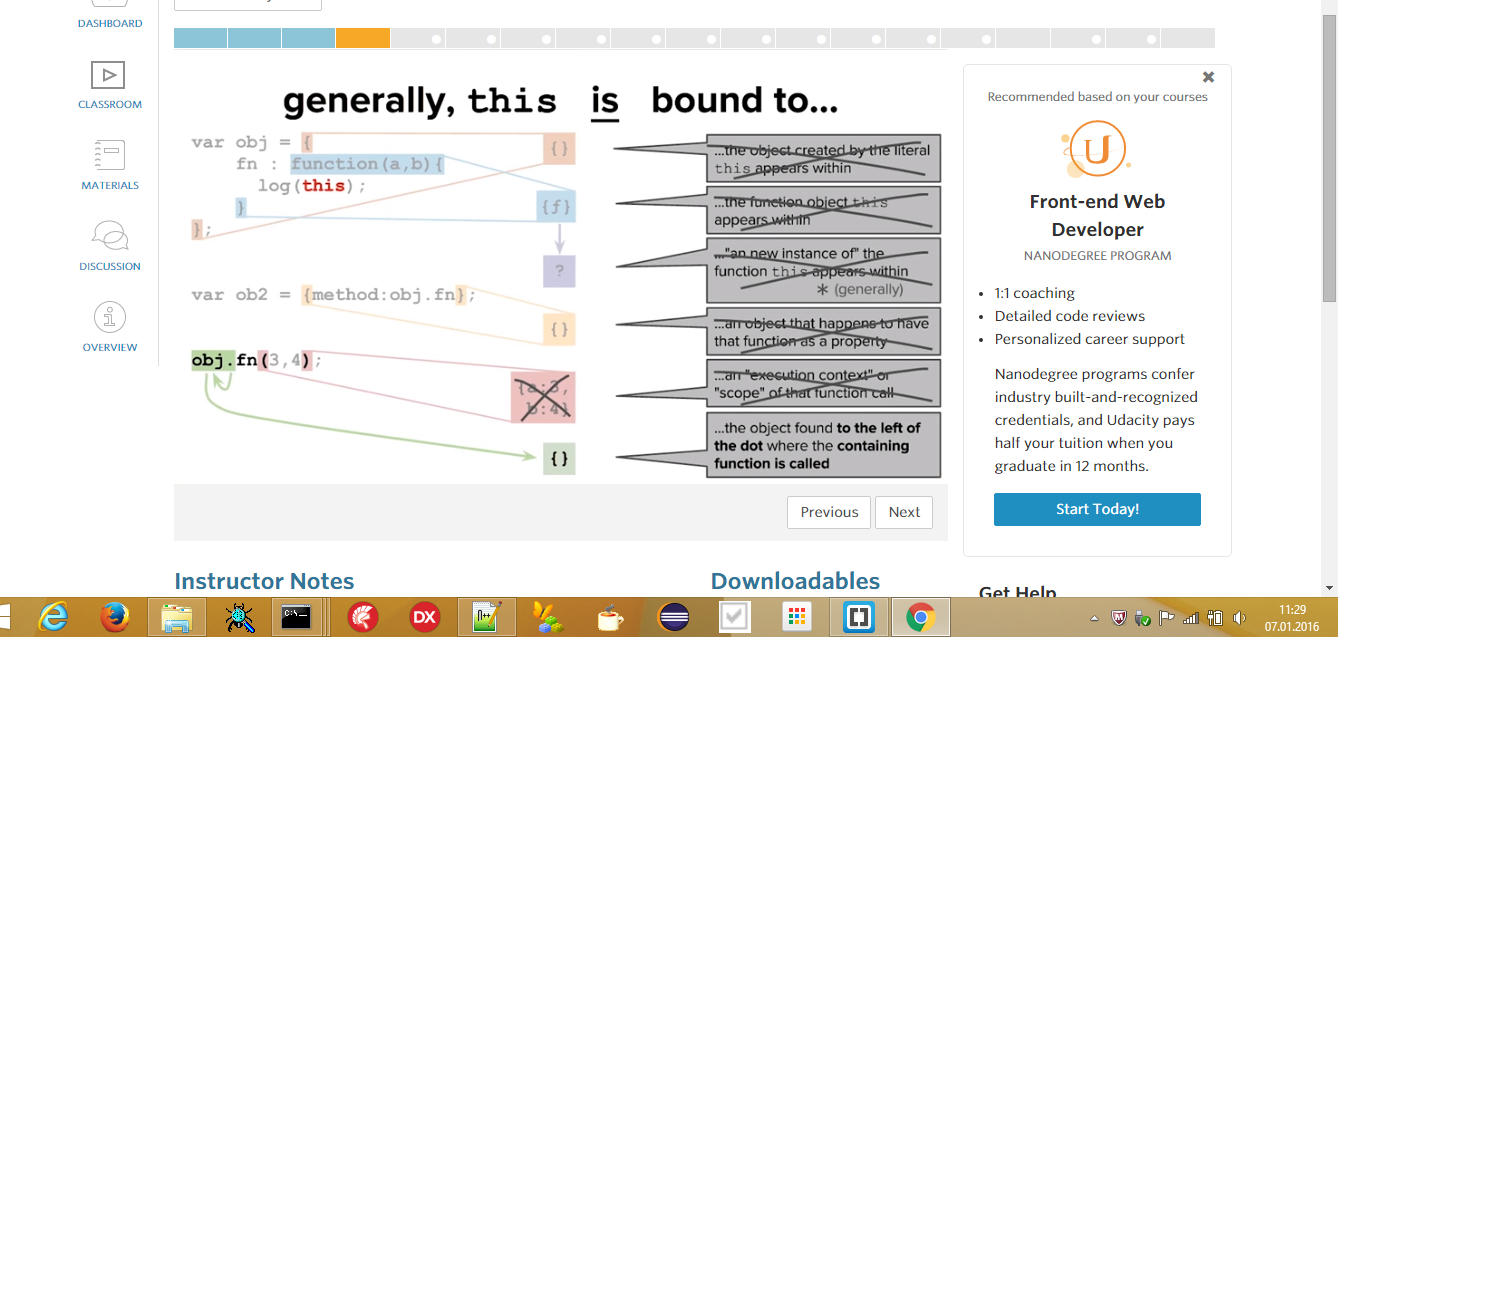 DASHBOARD
CLASSROOM
MATERIALS
DISCUSSION
OVERVIEW
generally, this is bound to...
var obj = {
fn : function(a,b){
log(this);
}
};
var ob2 = {method:obj.fn};
obj.fn(3,4);
{}
{f}
?
{}
{a:3,
b:4}
{}
...the object created by the literal
this appears within
...the function object this
appears within
..."an new instance of" the
function this appears within
* (generally)
...an object that happens to have
that function as a property
...an "execution context" or
"scope" of that function call
...the object found to the left of
the dot where the containing
function is called
Previous
Next
Instructor Notes
Downloadables
Recommended based on your courses
U
Front-end Web
Developer
NANODEGREE PROGRAM
• 1:1 coaching
• Detailed code reviews
• Personalized career support
Nanodegree programs confer
industry built-and-recognized
credentials, and Udacity pays
half your tuition when you
graduate in 12 months.
Start Today!
Get Help
C:\
DX
n++
11:29
07.01.2016